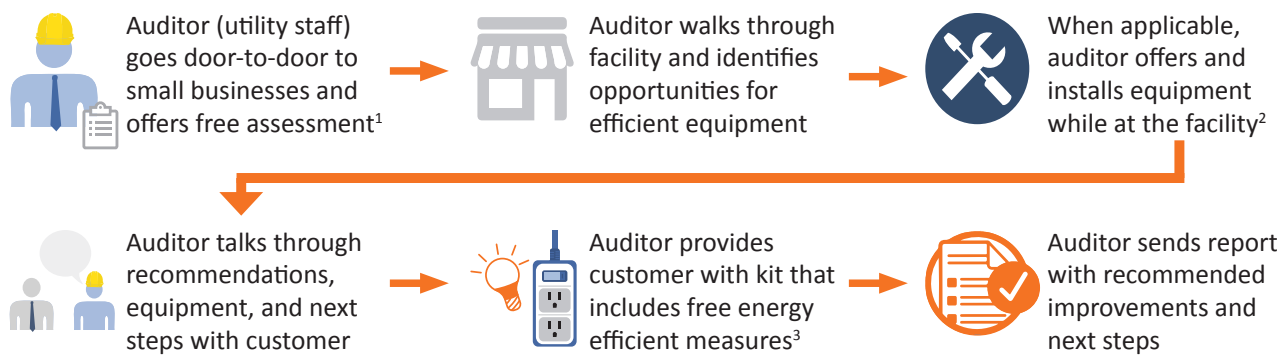 Auditor (utility staff)
goes door-to-door to
small businesses and
offers free assessment¹
Auditor walks through
facility and identifies
opportunities for
efficient equipment
When applicable,
auditor offers and
installs equipment
while at the facility²
Auditor talks through
recommendations,
equipment, and next
steps with customer
Auditor provides
customer with kit that
includes free energy
efficient measures³
Auditor sends report
with recommended
improvements and
next steps